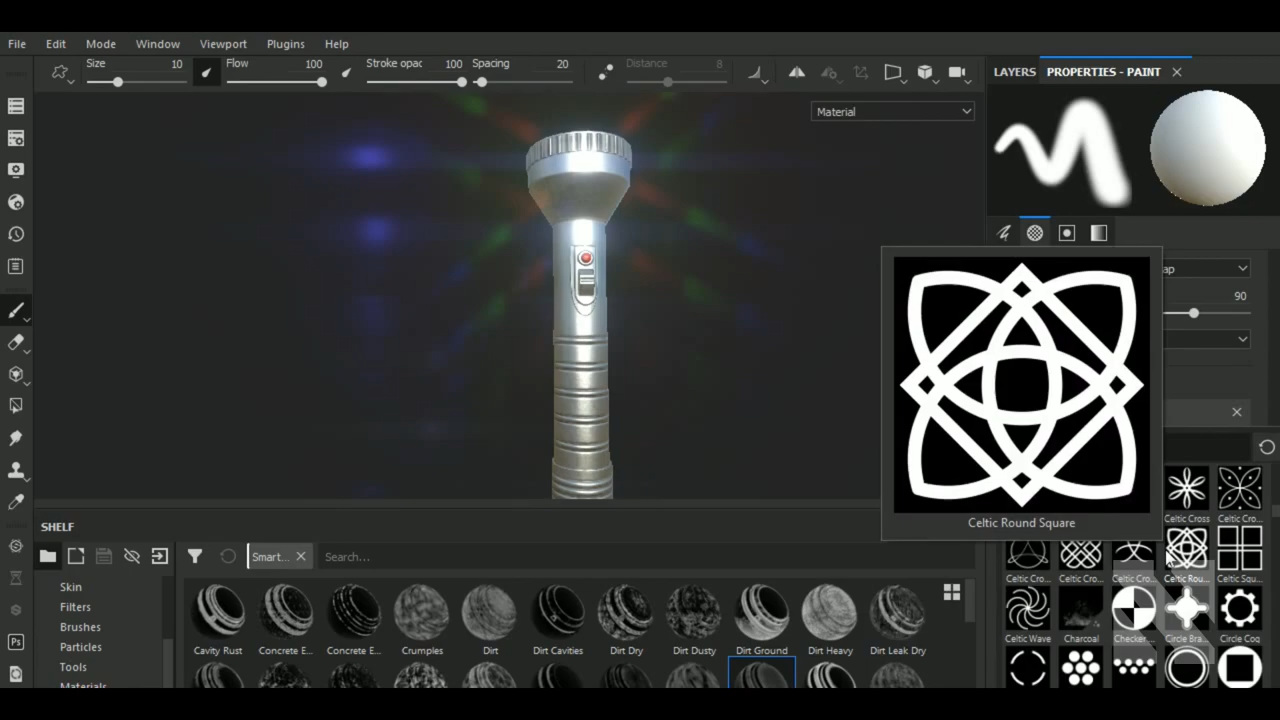 File Edit Mode Window Viewport Plugins Help
Size 10 Flow 100 Stroke opac 100 Spacing 20 Distance 8
LAYERS PROPERTIES - PAINT
Material
ap
90
Celtic Round Square
SHELF
Smart... Search...
Skin
Filters
Brushes
Particles
Tools
Materials
Cavity Rust Concrete E... Concrete E... Crumples Dirt Dirt Cavities Dirt Dry Dirt Dusty Dirt Ground Dirt Heavy Dirt Leak Dry
Celtic Cross Celtic Cro...
Celtic Cro... Celtic Cro... Celtic Cro... Celtic Rou... Celtic Squ...
Celtic Wave Charcoal Checker... Circle Bra... Circle Cog
Ps